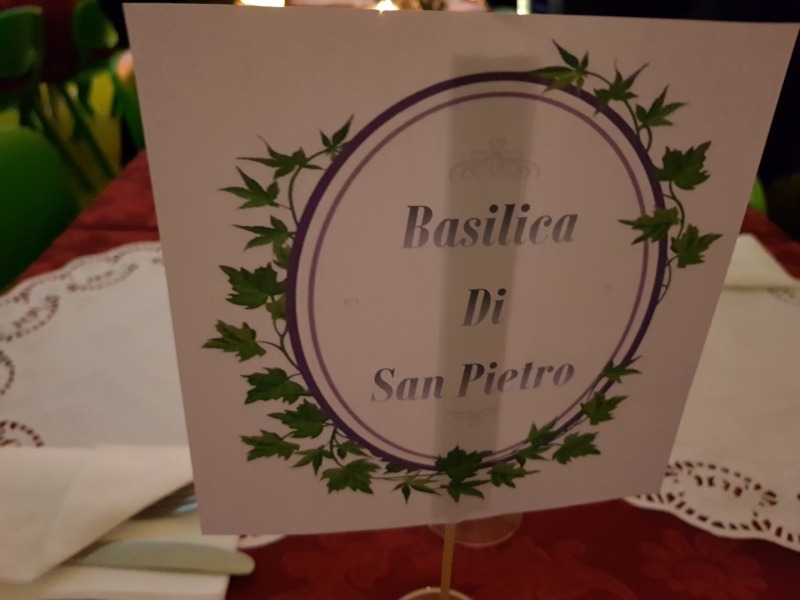 Basilica
Di
San Pietro